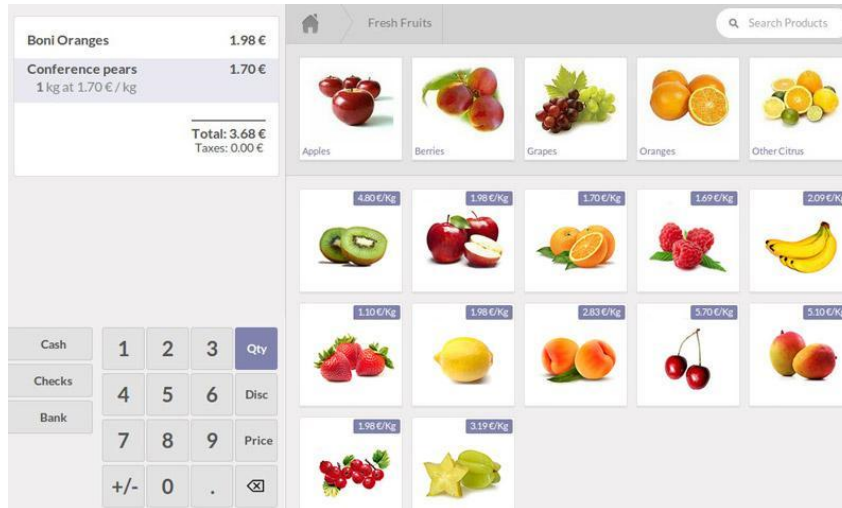 Boni Oranges 1.98 €
Conference pears 1.70 €
1 kg at 1.70 € / kg
Total: 3.68 €
Taxes: 0.00 €
Cash
Checks
Bank
1 2 3 Qty
4 5 6 Disc
7 8 9 Price
+/- 0 .
Fresh Fruits
Search Products
Apples Berries Grapes Oranges Other Citrus
4.80 €/Kg 1.98 €/Kg 1.70 €/Kg 1.69 €/Kg 2.09 €/Kg
1.10 €/Kg 1.98 €/Kg 2.83 €/Kg 5.70 €/Kg 5.10 €/Kg
1.98 €/Kg 3.19 €/Kg